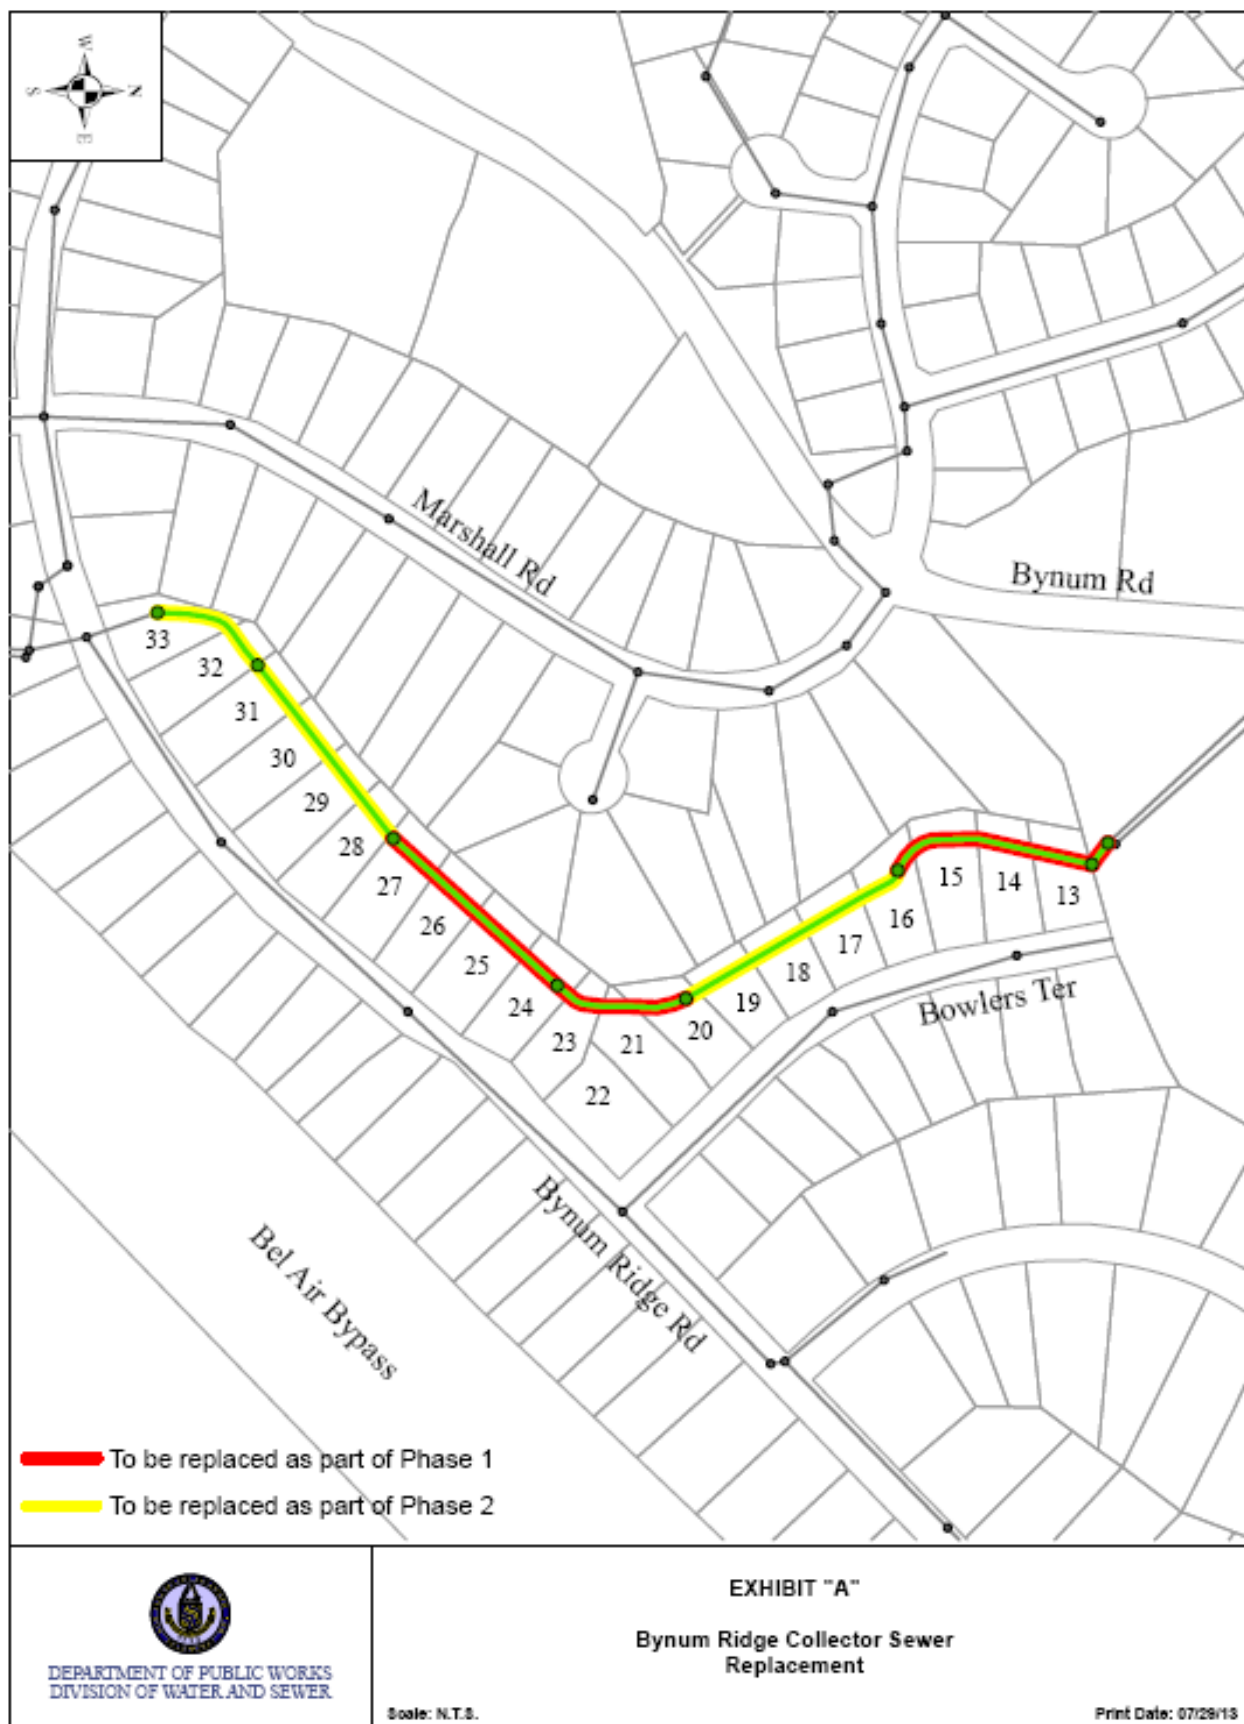 W
N
S
E
Marshall Rd
Bynum Rd
33
32
31
30
29
28
27
26
25
24
23
22
21
20
19
18
17
16
15
14
13
Bowlers Ter
Bynum Ridge Rd
Bel Air Bypass
To be replaced as part of Phase 1
To be replaced as part of Phase 2
DEPARTMENT OF PUBLIC WORKS
DIVISION OF WATER AND SEWER
EXHIBIT "A"
Bynum Ridge Collector Sewer
Replacement
Scale: N.T.S.
Print Date: 07/29/13